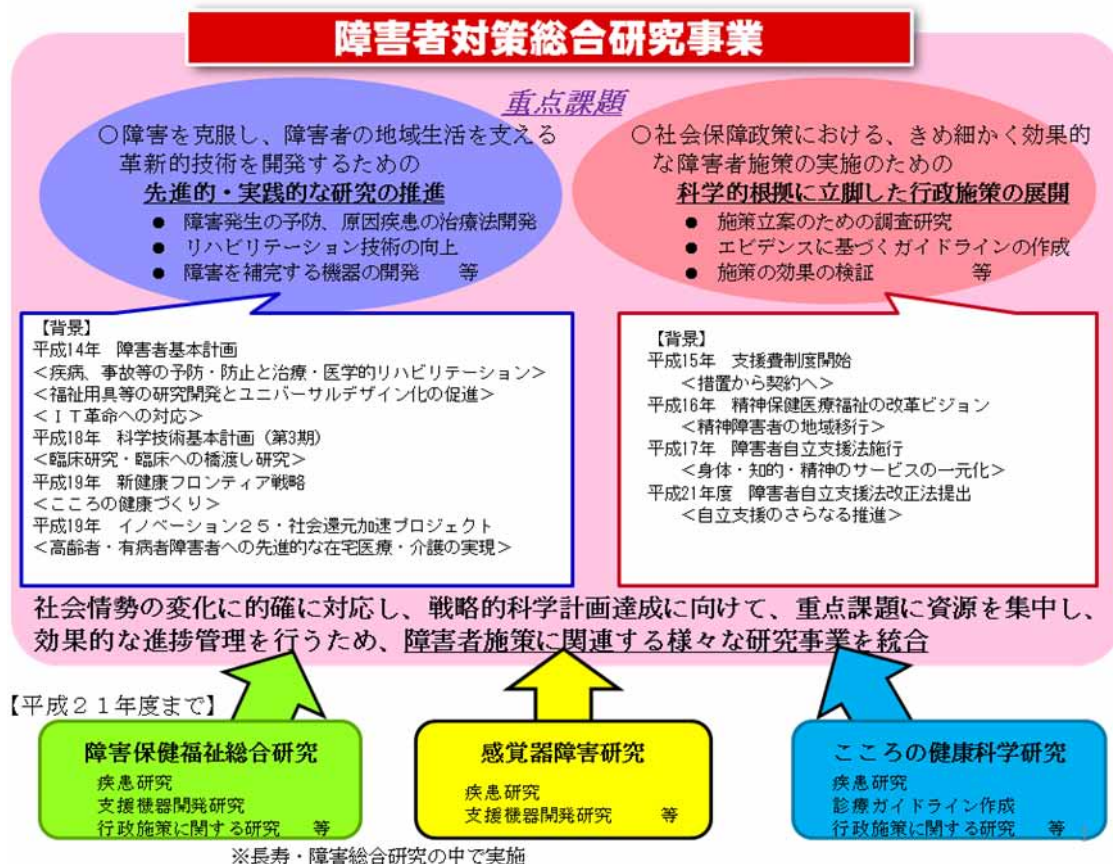 障害者対策総合研究事業
重点課題
○障害を克服し、障害者の地域生活を支える
革新的技術を開発するための
先進的・実践的な研究の推進
● 障害発生の予防、原因疾患の治療法開発
● リハビリテーション技術の向上
● 障害を補完する機器の開発 等
○社会保障政策における、きめ細かく効果的
な障害者施策の実施のための
科学的根拠に立脚した行政施策の展開
● 施策立案のための調査研究
● エビデンスに基づくガイドラインの作成
● 施策の効果の検証 等
【背景】
平成14年 障害者基本計画
<疾病、事故等の予防・防止と治療・医学的リハビリテーション>
<福祉用具等の研究開発とユニバーサルデザイン化の促進>
<IT革命への対応>
平成18年 科学技術基本計画(第3期)
<臨床研究・臨床への橋渡し研究>
平成19年 新健康フロンティア戦略
<こころの健康づくり>
平成19年 イノベーション25・社会還元加速プロジェクト
<高齢者・有病者障害者への先進的な在宅医療・介護の実現>
【背景】
平成15年 支援費制度開始
<措置から契約へ>
平成16年 精神保健医療福祉の改革ビジョン
<精神障害者の地域移行>
平成17年 障害者自立支援法施行
<身体・知的・精神のサービスの一元化>
平成21年度 障害者自立支援法改正法提出
<自立支援のさらなる推進>
社会情勢の変化に的確に対応し、戦略的科学計画達成に向けて、重点課題に資源を集中し、
効果的な進捗管理を行うため、障害者施策に関連する様々な研究事業を統合
【平成21年度まで】
障害保健福祉総合研究
疾患研究
支援機器開発研究
行政施策に関する研究 等
※長寿・障害総合研究の中で実施
感覚器障害研究
疾患研究
支援機器開発研究 等
こころの健康科学研究
疾患研究
診療ガイドライン作成
行政施策に関する研究 等